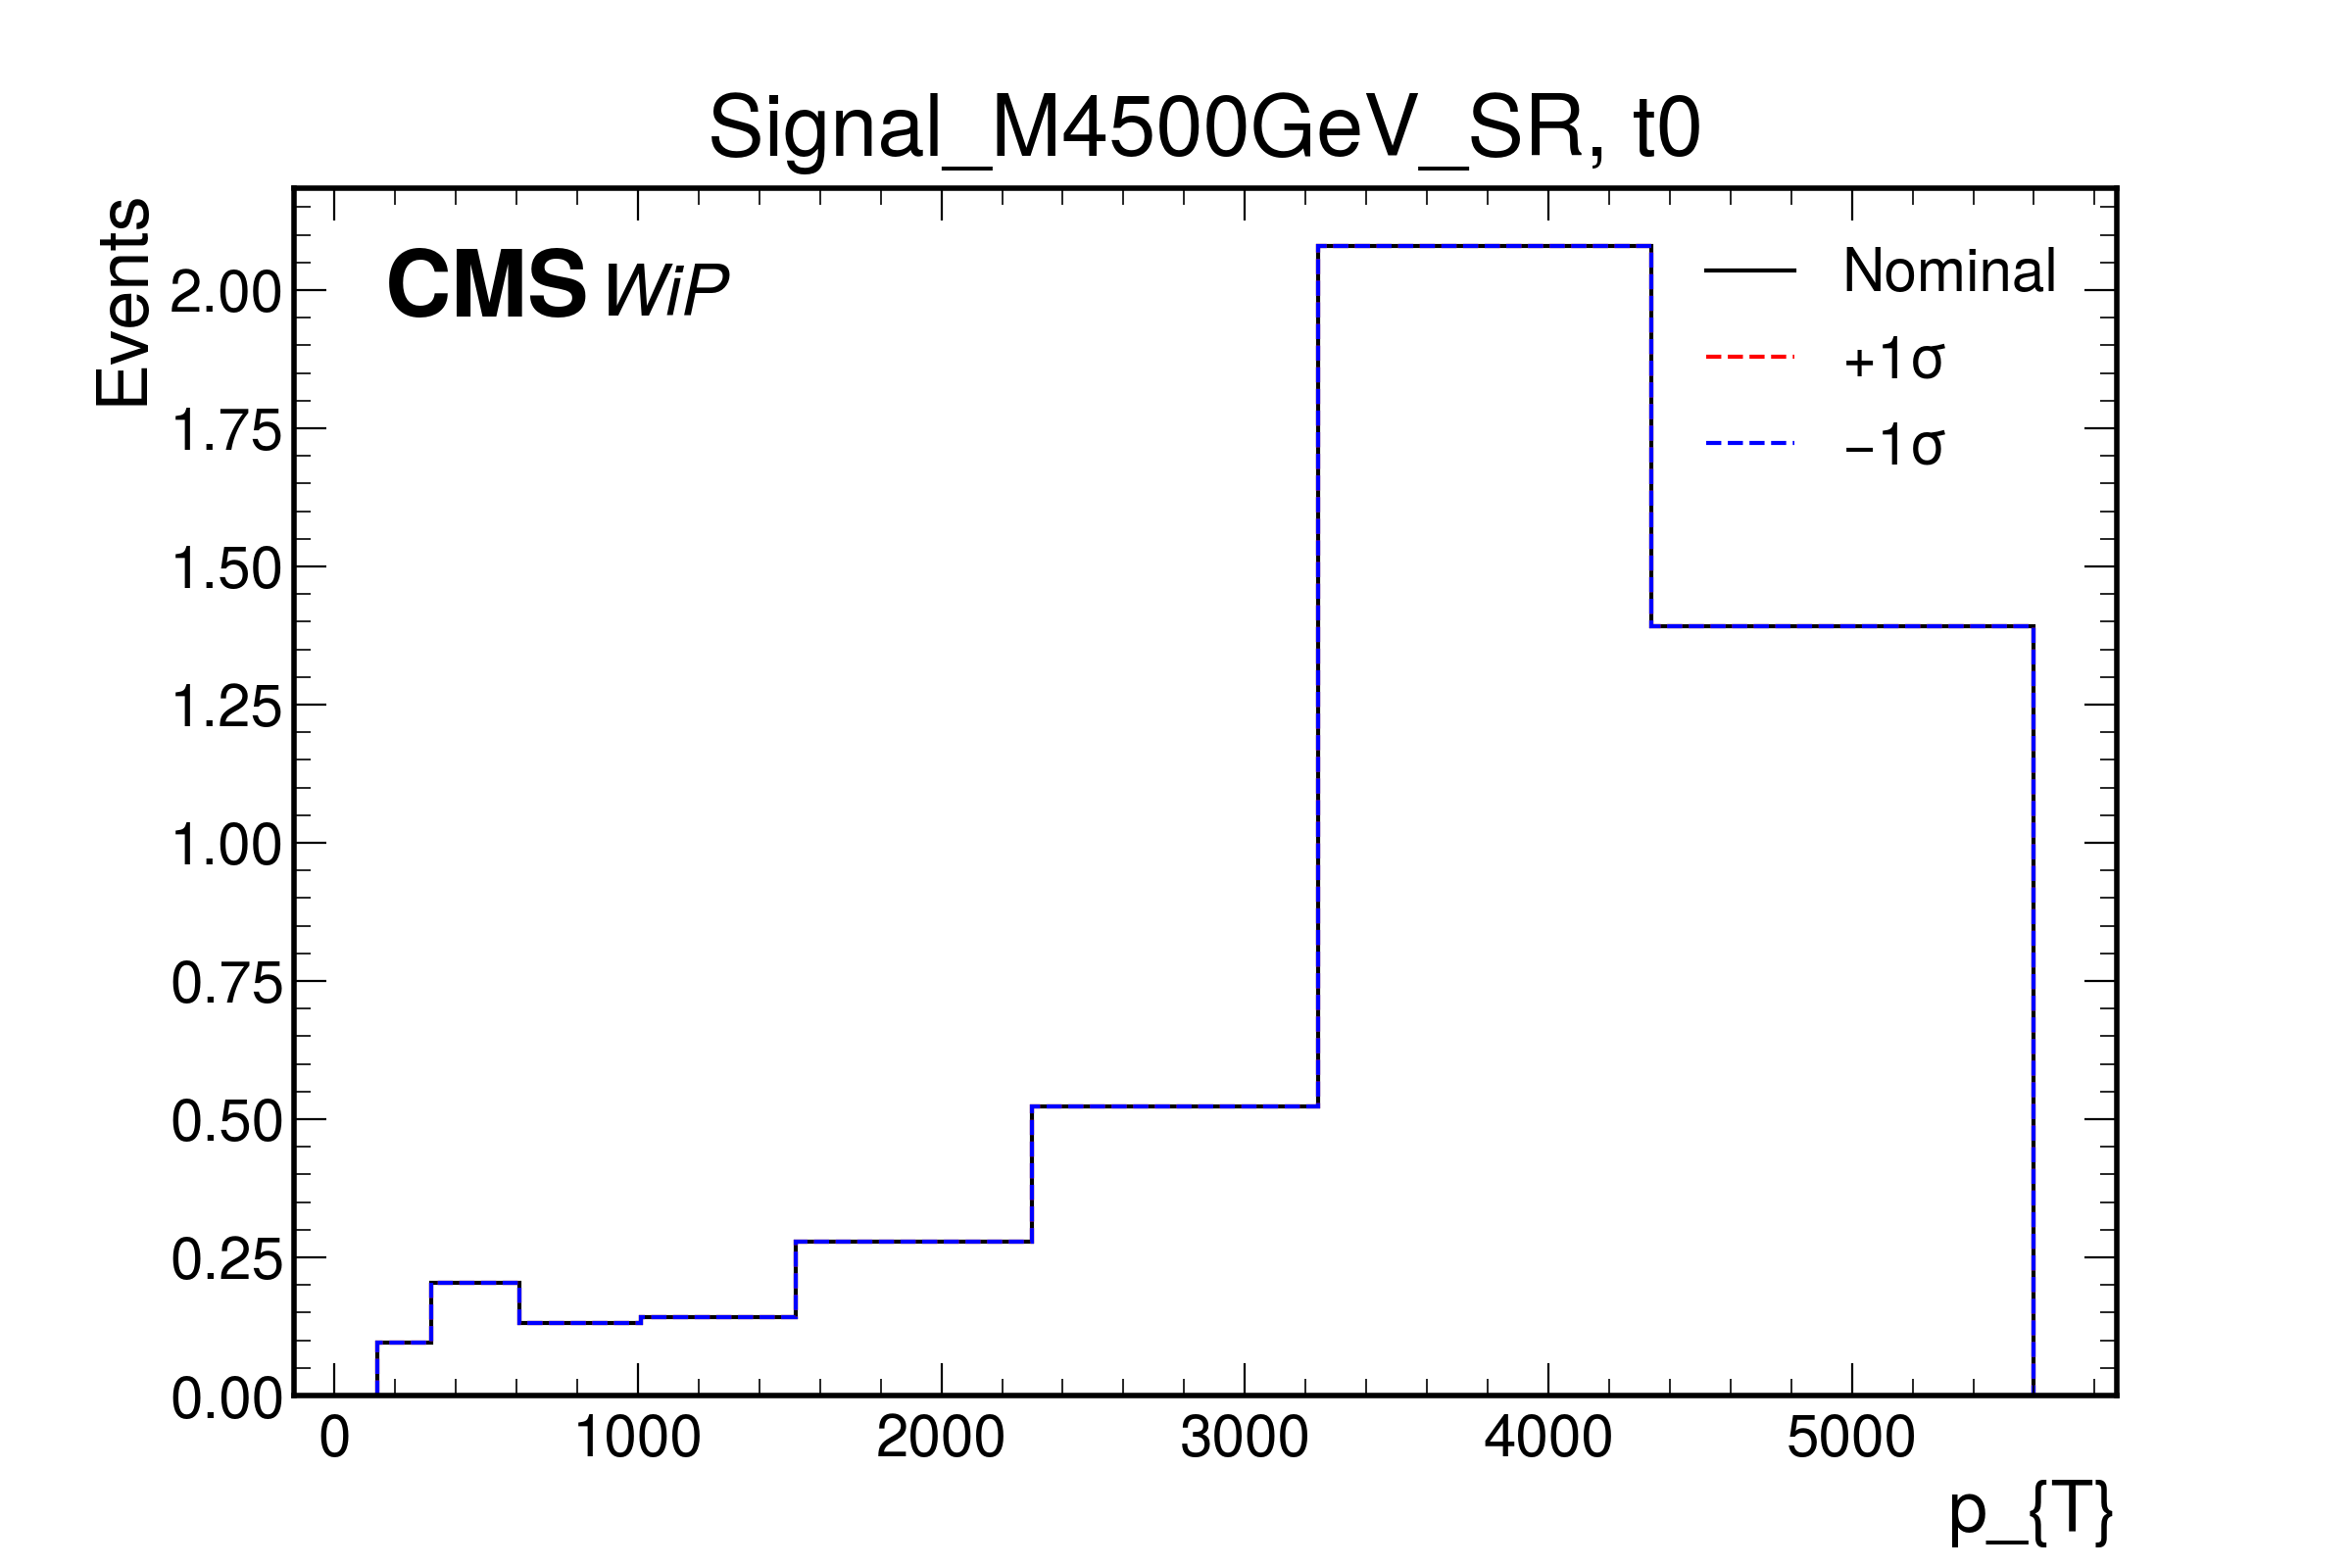 Signal_M4500GeV_SR, t0
Events
CMS WiP
Nominal
+1σ
−1σ
2.00
1.75
1.50
1.25
1.00
0.75
0.50
0.25
0.00
0 1000 2000 3000 4000 5000
p_{T}